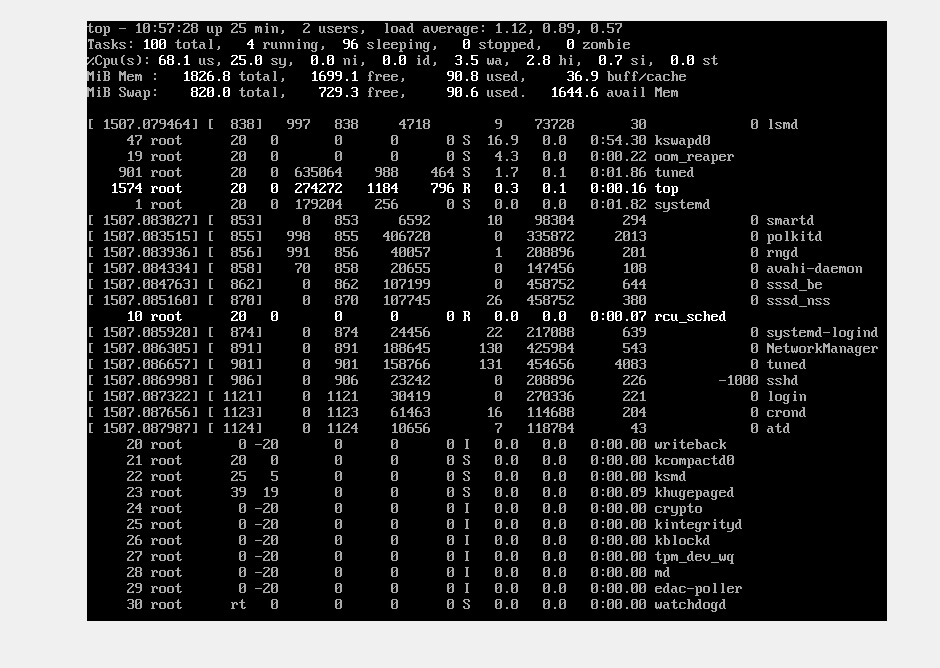 top - 10:57:28 up 25 min,  2 users,  load average: 1.12, 0.89, 0.57
Tasks: 100 total,   4 running,  96 sleeping,   0 stopped,   0 zombie
%Cpu(s): 68.1 us, 25.0 sy,  0.0 ni,  0.0 id,  3.5 wa,  2.8 hi,  0.7 si,  0.0 st
MiB Mem :   1826.8 total,   1699.1 free,     90.8 used,     36.9 buff/cache
MiB Swap:    820.0 total,    729.3 free,     90.6 used.   1644.6 avail Mem
[ 1507.079464] [  838]   997   838     4718        9    73728       30             0 lsmd
     47 root      20   0       0      0      0 S  16.9   0.0   0:54.30 kswapd0
     19 root      20   0       0      0      0 S   4.3   0.0   0:00.22 oom_reaper
    901 root      20   0  635064    988    464 S   1.7   0.1   0:01.86 tuned
   1574 root      20   0  274272   1184    796 R   0.3   0.1   0:00.16 top
      1 root      20   0  179204    256      0 S   0.0   0.0   0:01.82 systemd
[ 1507.083027] [  853]     0   853     6592       10    98304      294             0 smartd
[ 1507.083515] [  855]   998   855   406720        0   335872     2013             0 polkitd
[ 1507.083936] [  856]   991   856    40057        1   208896      201             0 rngd
[ 1507.084334] [  858]    70   858    20655        0   147456      108             0 avahi-daemon
[ 1507.084763] [  862]     0   862   107199        0   458752      644             0 sssd_be
[ 1507.085160] [  870]     0   870   107745       26   458752      380             0 sssd_nss
     10 root      20   0       0      0      0 R   0.0   0.0   0:00.07 rcu_sched
[ 1507.085920] [  874]     0   874    24456       22   217088      639             0 systemd-logind
[ 1507.086305] [  891]     0   891   188645      130   425984      543             0 NetworkManager
[ 1507.086657] [  901]     0   901   158766      131   454656     4083             0 tuned
[ 1507.086998] [  906]     0   906    23242        0   208896      226         -1000 sshd
[ 1507.087322] [ 1121]     0  1121    30419        0   270336      221             0 login
[ 1507.087656] [ 1123]     0  1123    61463       16   114688      204             0 crond
[ 1507.087987] [ 1124]     0  1124    10656        7   118784       43             0 atd
     20 root       0 -20       0      0      0 I   0.0   0.0   0:00.00 writeback
     21 root      20   0       0      0      0 S   0.0   0.0   0:00.00 kcompactd0
     22 root      25   5       0      0      0 S   0.0   0.0   0:00.00 ksmd
     23 root      39  19       0      0      0 S   0.0   0.0   0:00.09 khugepaged
     24 root       0 -20       0      0      0 I   0.0   0.0   0:00.00 crypto
     25 root       0 -20       0      0      0 I   0.0   0.0   0:00.00 kintegrityd
     26 root       0 -20       0      0      0 I   0.0   0.0   0:00.00 kblockd
     27 root       0 -20       0      0      0 I   0.0   0.0   0:00.00 tpm_dev_wq
     28 root       0 -20       0      0      0 I   0.0   0.0   0:00.00 md
     29 root       0 -20       0      0      0 I   0.0   0.0   0:00.00 edac-poller
     30 root      rt   0       0      0      0 S   0.0   0.0   0:00.00 watchdogd